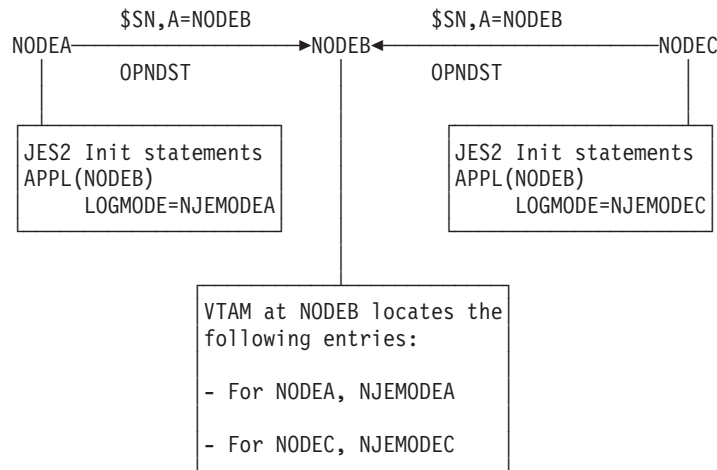 $SN,A=NODEB $SN,A=NODEB
NODEA NODEB NODEC
OPNDST OPNDST
JES2 Init statements
APPL(NODEB)
LOGMODE=NJEMODEA
JES2 Init statements
APPL(NODEB)
LOGMODE=NJEMODEC
VTAM at NODEB locates the
following entries:
- For NODEA, NJEMODEA
- For NODEC, NJEMODEC